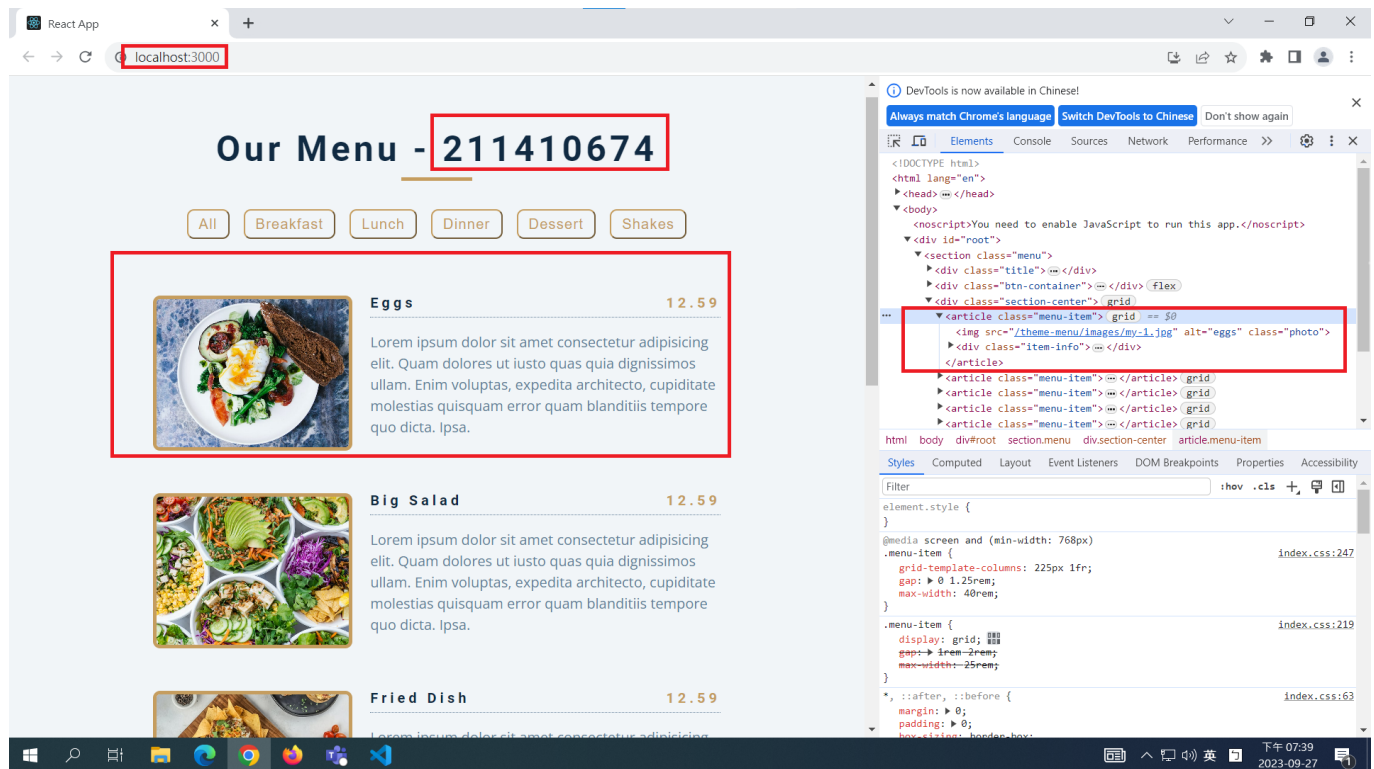 React App
localhost:3000
Our Menu - 211410674
All Breakfast Lunch Dinner Dessert Shakes
Eggs 12.59
Lorem ipsum dolor sit amet consectetur adipisicing
elit. Quam dolores ut iusto quas quia dignissimos
ullam. Enim voluptas, expedita architecto, cupiditate
molestias quisquam error quam blanditiis tempore
quo dicta. Ipsa.
Big Salad 12.59
Lorem ipsum dolor sit amet consectetur adipisicing
elit. Quam dolores ut iusto quas quia dignissimos
ullam. Enim voluptas, expedita architecto, cupiditate
molestias quisquam error quam blanditiis tempore
quo dicta. Ipsa.
Fried Dish 12.59
Lorem ipsum dolor sit amet consectetur adipisicing
DevTools is now available in Chinese!
Always match Chrome's language Switch DevTools to Chinese Don't show again
Elements Console Sources Network Performance
<!DOCTYPE html>
<html lang="en">
<head> … </head>
<body>
<noscript>You need to enable JavaScript to run this app.</noscript>
<div id="root">
<section class="menu">
<div class="title"> … </div>
<div class="btn-container"> … </div> flex
<div class="section-center"> grid
… <article class="menu-item"> grid == $0
<img src="/theme-menu/images/my-1.jpg" alt="eggs" class="photo">
<div class="item-info"> … </div>
</article>
<article class="menu-item"> … </article> grid
<article class="menu-item"> … </article> grid
<article class="menu-item"> … </article> grid
<article class="menu-item"> … </article> grid
html body div#root section.menu div.section-center article.menu-item
Styles Computed Layout Event Listeners DOM Breakpoints Properties Accessibility
Filter :hov .cls
element.style {
}
@media screen and (min-width: 768px)
.menu-item { index.css:247
grid-template-columns: 225px 1fr;
gap: 0 1.25rem;
max-width: 40rem;
}
.menu-item { index.css:219
display: grid;
gap: 1rem 2rem;
max-width: 25rem;
}
*, ::after, ::before { index.css:63
margin: 0;
padding: 0;
box-sizing: border-box;
英
下午 07:39
2023-09-27
1